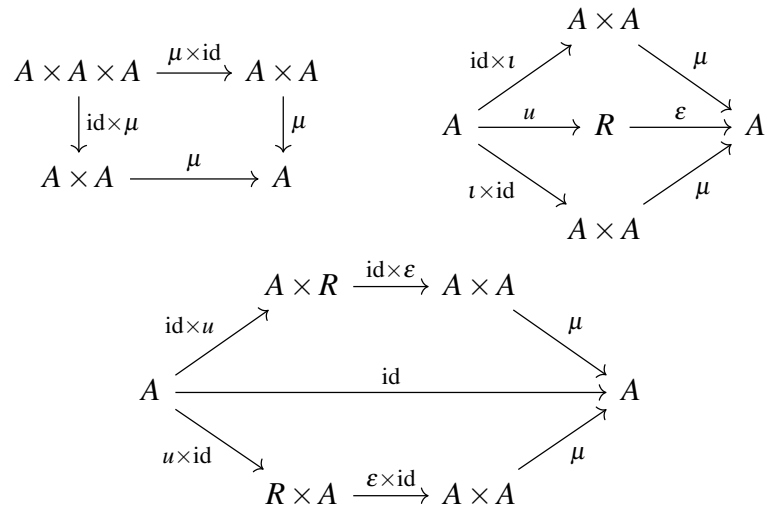 A × A × A μ×id A × A
id×μ μ
A × A μ A
A × A
id×ι μ
A u R ε A
ι×id μ
A × A
A × R id×ε A × A
id×u μ
A id A
u×id μ
R × A ε×id A × A